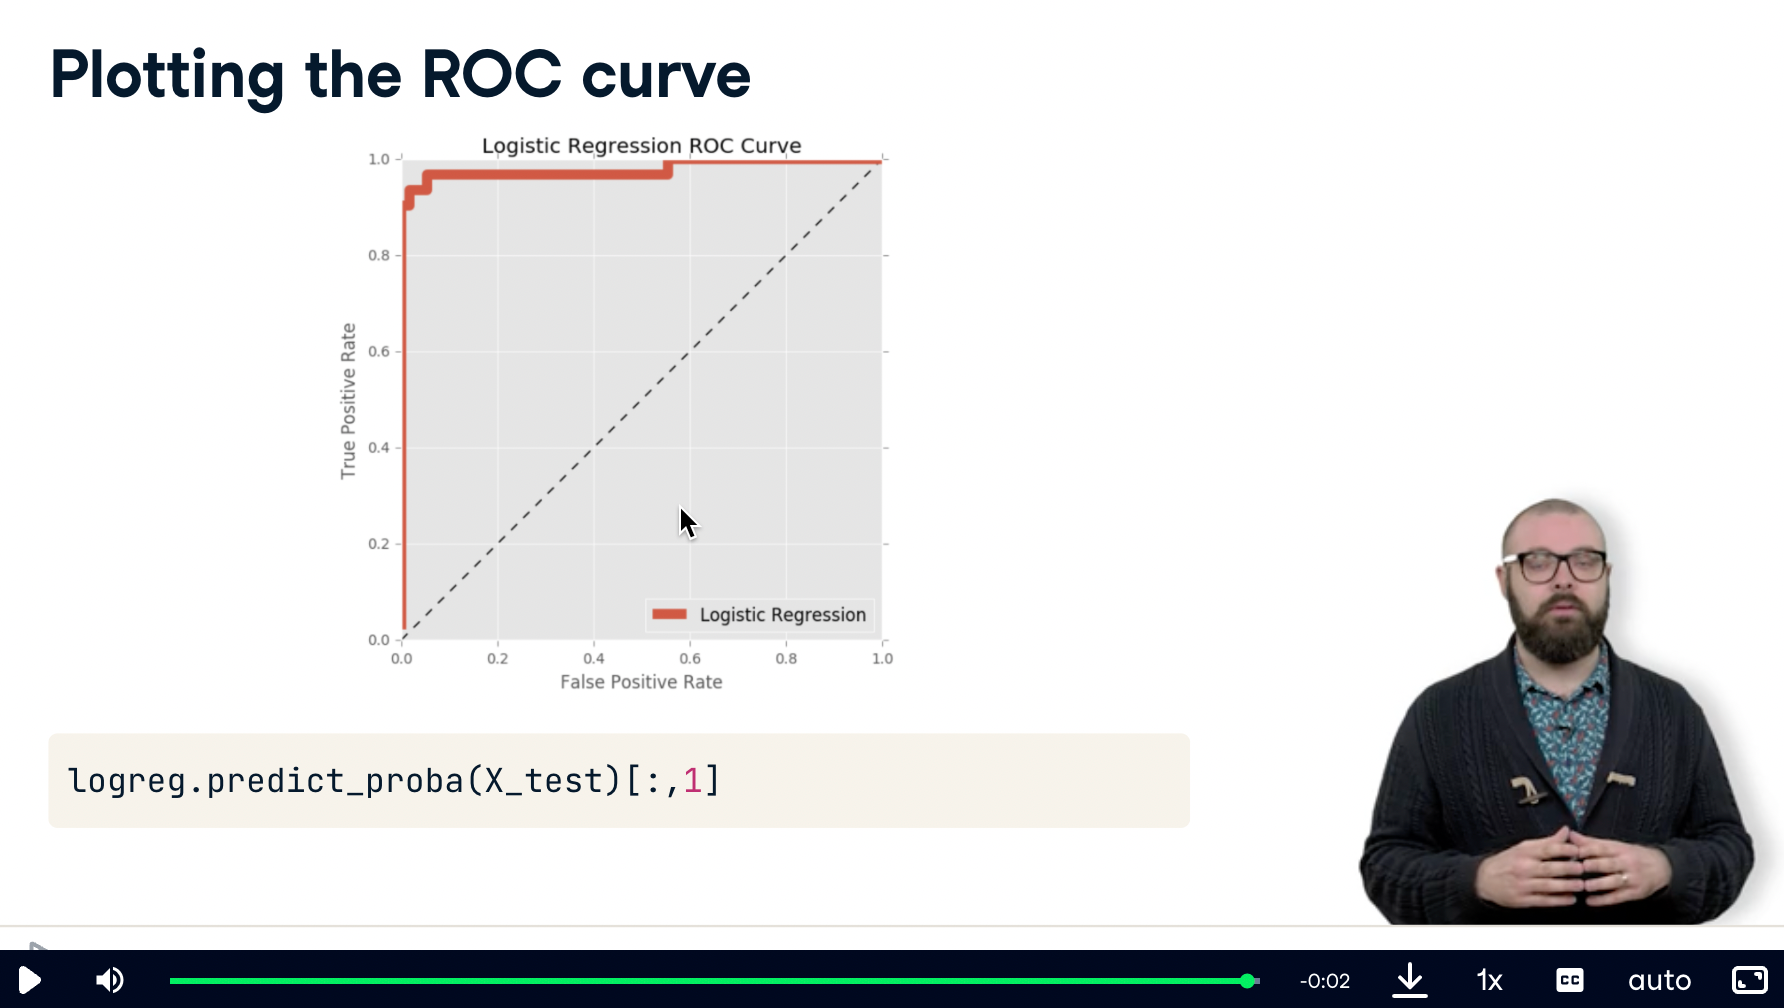 Plotting the ROC curve
Logistic Regression ROC Curve
1.0
0.8
0.6
0.4
0.2
0.0
True Positive Rate
Logistic Regression
0.0 0.2 0.4 0.6 0.8 1.0
False Positive Rate
logreg.predict_proba(X_test)[:,1]
-0:02 1x CC auto